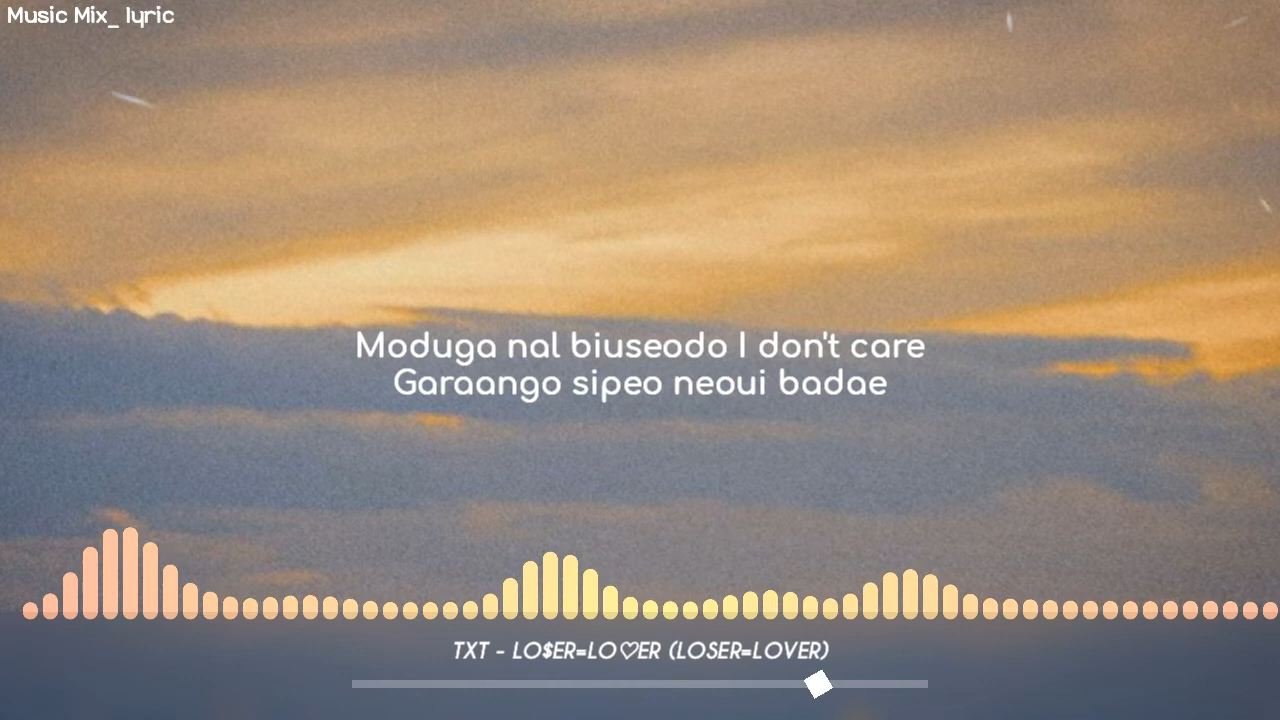 Music Mix_ lyric
Moduga nal biuseodo I don't care
Garaango sipeo neoui badae
TXT - LO$ER=LO♡ER (LOSER=LOVER)